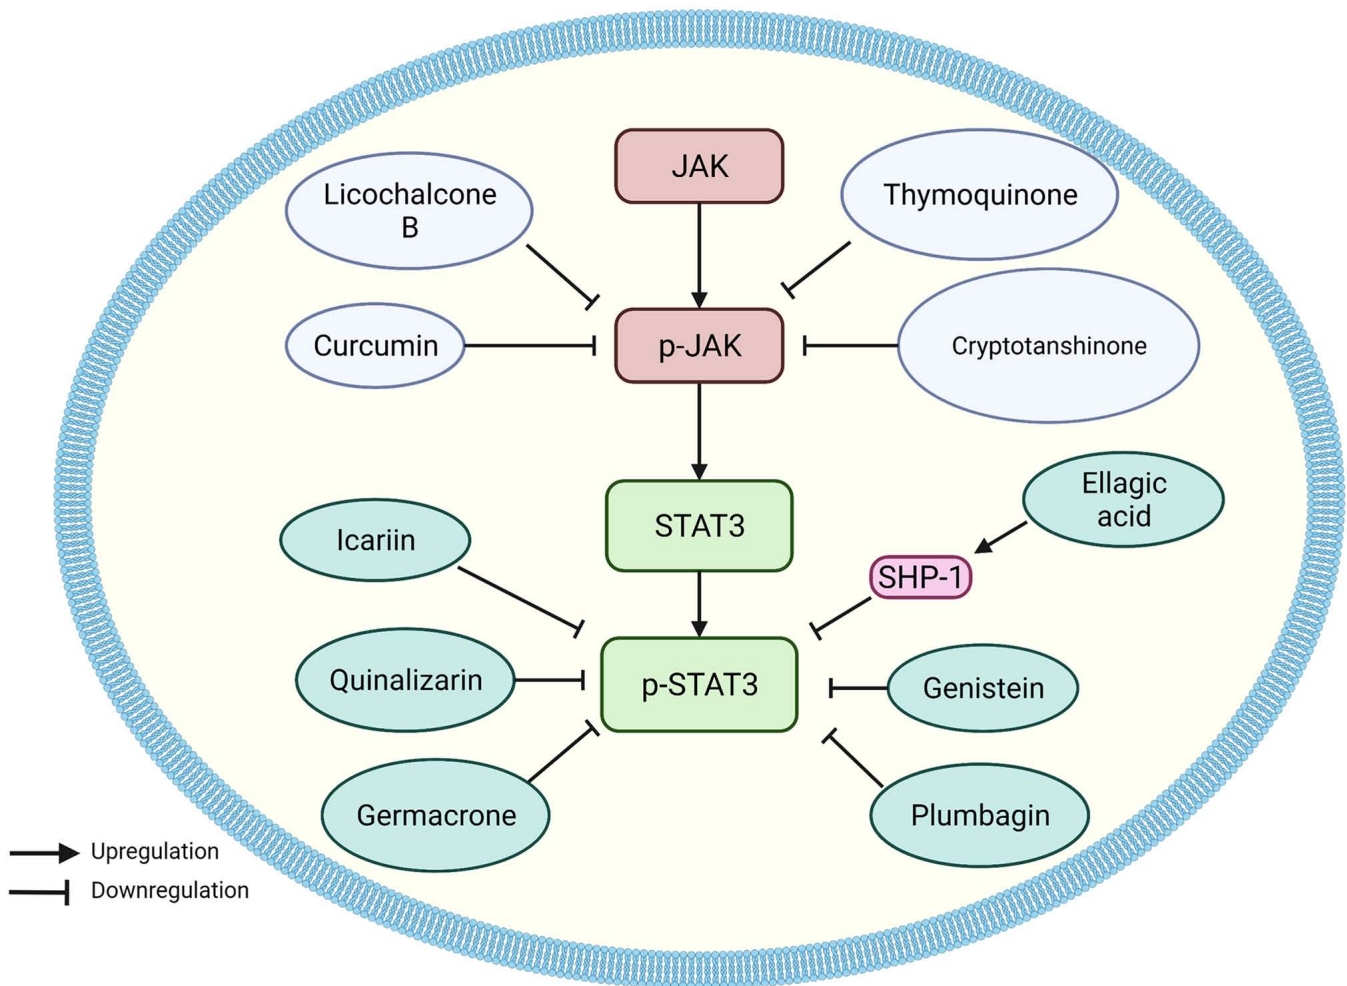 JAK
Licochalcone
B
Thymoquinone
Curcumin
p-JAK
Cryptotanshinone
Ellagic
acid
STAT3
Icariin
SHP-1
Quinalizarin
p-STAT3
Genistein
Germacrone
Plumbagin
Upregulation
Downregulation